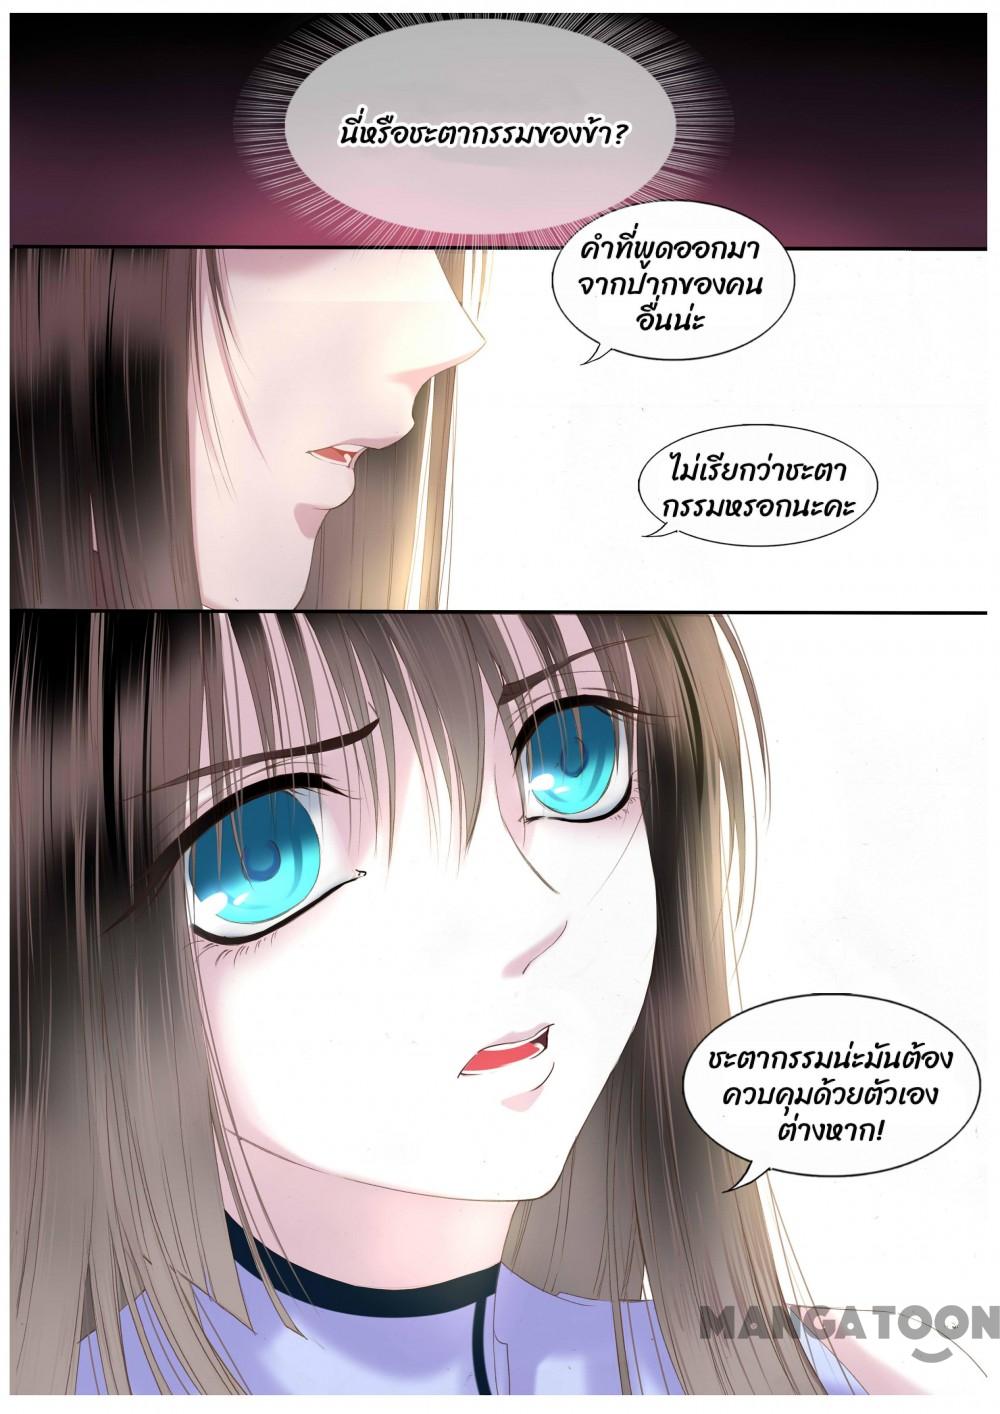 นี่หรือชะตากรรมของข้า?
คำที่พูดออกมา
จากปากของคน
อื่นน่ะ
ไม่เรียกว่าชะตา
กรรมหรอกนะคะ
ชะตากรรมน่ะมันต้อง
ควบคุมด้วยตัวเอง
ต่างหาก!
MANGATOON